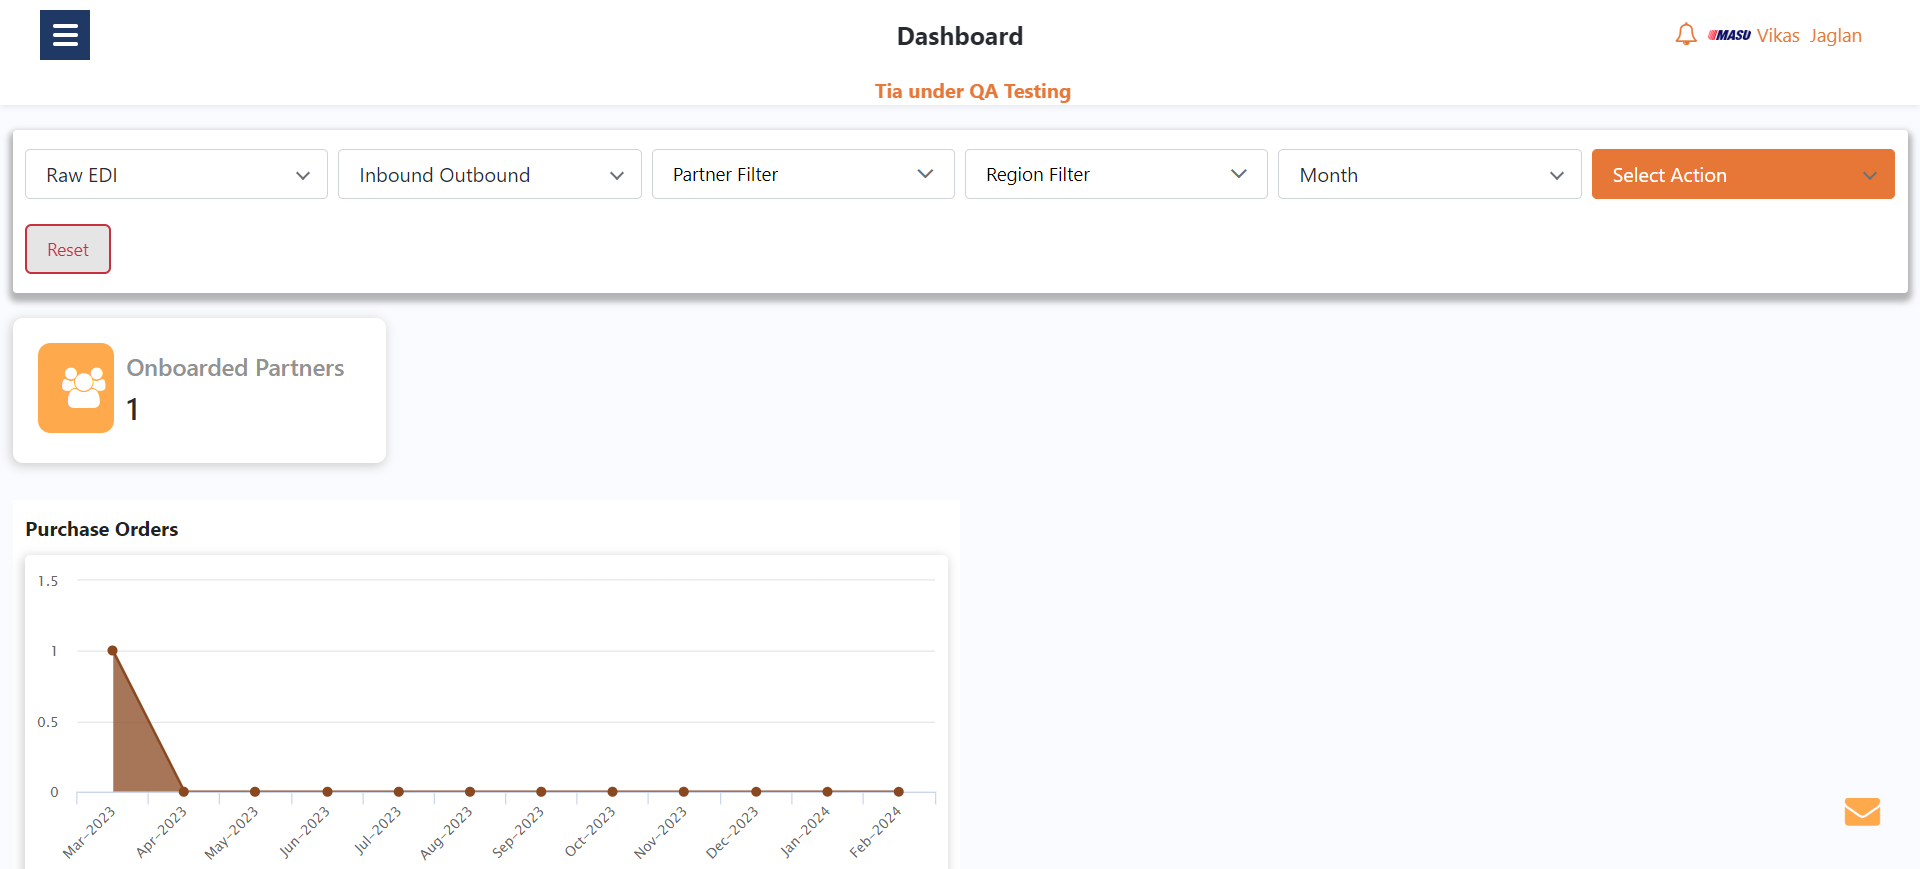 Dashboard
MASU Vikas Jaglan
Tia under QA Testing
Raw EDI
Inbound Outbound
Partner Filter
Region Filter
Month
Select Action
Reset
Onboarded Partners
1
Purchase Orders
1.5
1
0.5
0
Mar-2023
Apr-2023
May-2023
Jun-2023
Jul-2023
Aug-2023
Sep-2023
Oct-2023
Nov-2023
Dec-2023
Jan-2024
Feb-2024